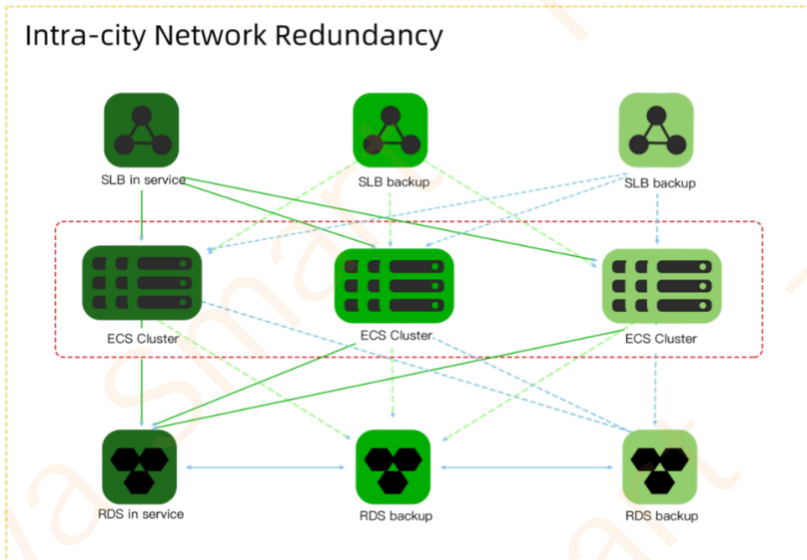 Intra-city Network Redundancy
SLB in service
SLB backup
SLB backup
ECS Cluster
ECS Cluster
ECS Cluster
RDS in service
RDS backup
RDS backup